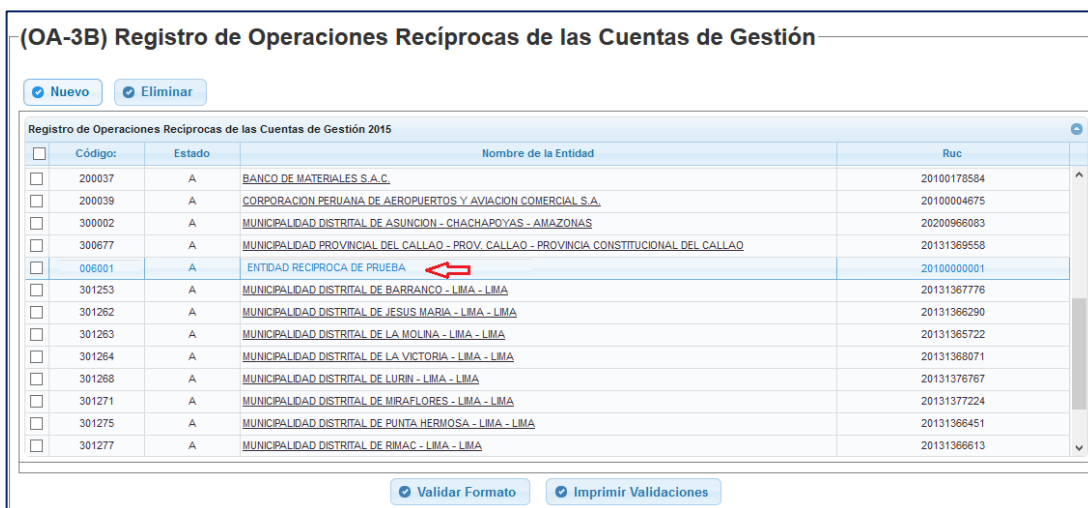 (OA-3B) Registro de Operaciones Recíprocas de las Cuentas de Gestión
Nuevo Eliminar
Registro de Operaciones Recíprocas de las Cuentas de Gestión 2015
Código: Estado Nombre de la Entidad Ruc
200037 A BANCO DE MATERIALES S.A.C. 20100178584
200039 A CORPORACION PERUANA DE AEROPUERTOS Y AVIACION COMERCIAL S.A. 20100004675
300002 A MUNICIPALIDAD DISTRITAL DE ASUNCION - CHACHAPOYAS - AMAZONAS 20200966083
300677 A MUNICIPALIDAD PROVINCIAL DEL CALLAO - PROV. CALLAO - PROVINCIA CONSTITUCIONAL DEL CALLAO 20131369558
006001 A ENTIDAD RECIPROCA DE PRUEBA 20100000001
301253 A MUNICIPALIDAD DISTRITAL DE BARRANCO - LIMA - LIMA 20131367776
301262 A MUNICIPALIDAD DISTRITAL DE JESUS MARIA - LIMA - LIMA 20131366290
301263 A MUNICIPALIDAD DISTRITAL DE LA MOLINA - LIMA - LIMA 20131365722
301264 A MUNICIPALIDAD DISTRITAL DE LA VICTORIA - LIMA - LIMA 20131368071
301268 A MUNICIPALIDAD DISTRITAL DE LURIN - LIMA - LIMA 20131376767
301271 A MUNICIPALIDAD DISTRITAL DE MIRAFLORES - LIMA - LIMA 20131377224
301275 A MUNICIPALIDAD DISTRITAL DE PUNTA HERMOSA - LIMA - LIMA 20131366451
301277 A MUNICIPALIDAD DISTRITAL DE RIMAC - LIMA - LIMA 20131366613
Validar Formato Imprimir Validaciones